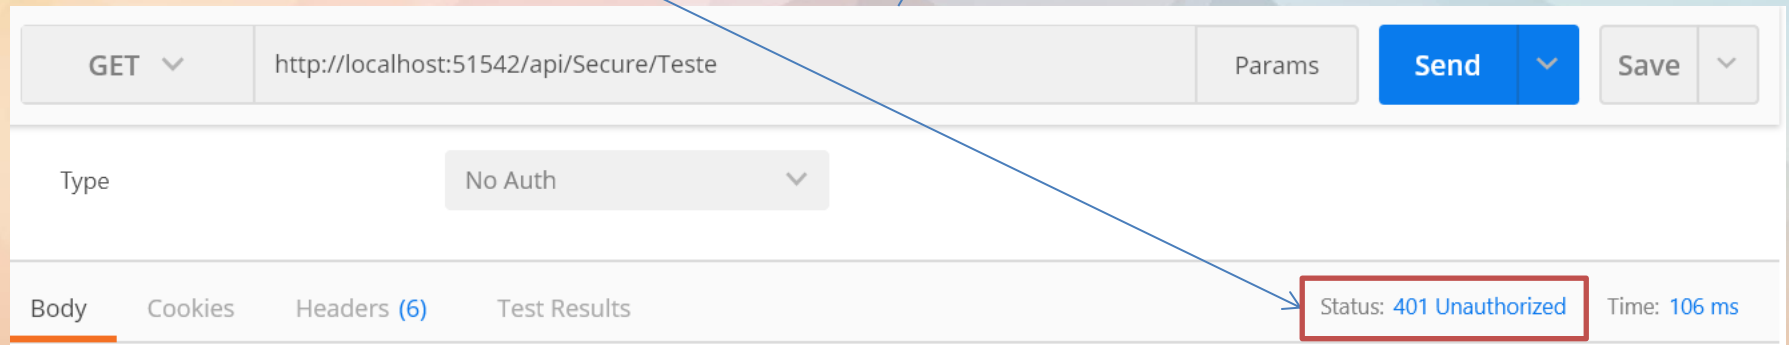 GET http://localhost:51542/api/Secure/Teste Params Send Save
Type No Auth
Body Cookies Headers (6) Test Results Status: 401 Unauthorized Time: 106 ms